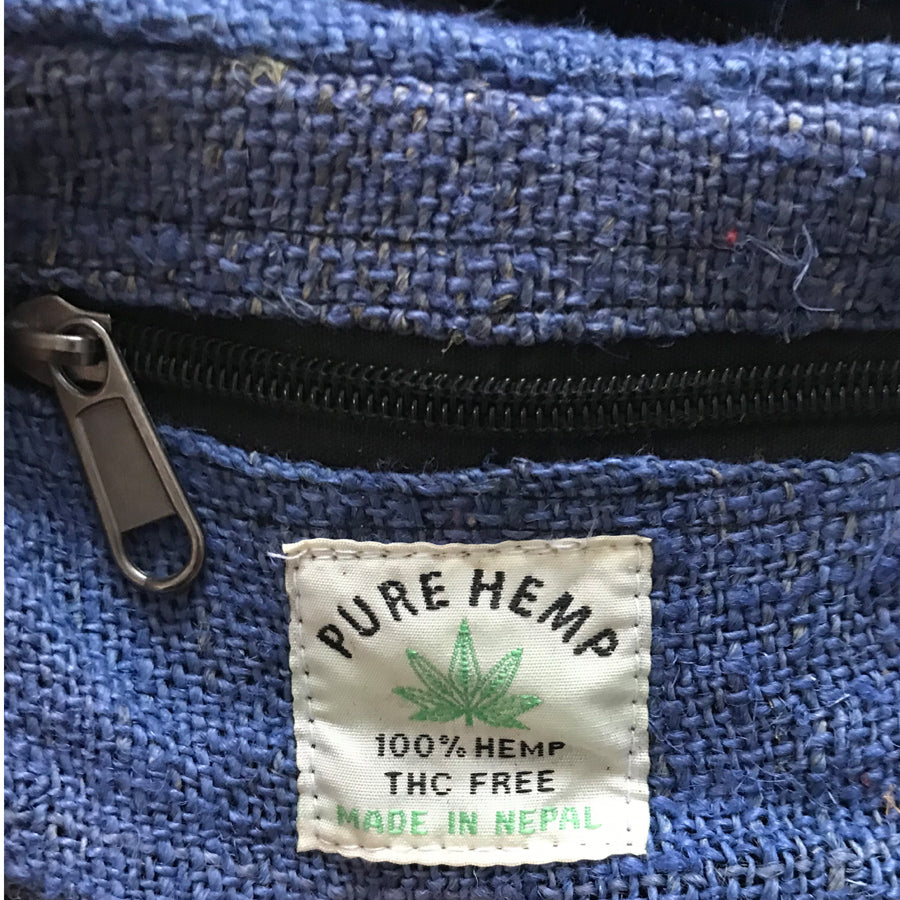 PURE HEMP
100% HEMP
THC FREE
MADE IN NEPAL